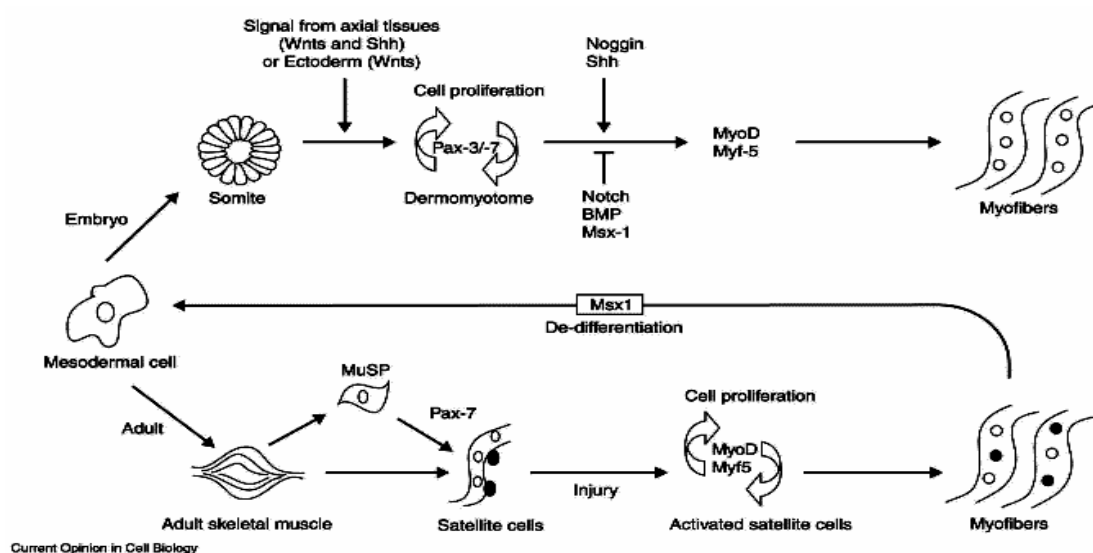 Signal from axial tissues
(Wnts and Shh)
or Ectoderm (Wnts)
Noggin
Shh
Cell proliferation
Pax-3/-7
MyoD
Myf-5
Somite
Dermomyotome
Notch
BMP
Msx-1
Myofibers
Embryo
Msx1
De-differentiation
Mesodermal cell
MuSP
Pax-7
Cell proliferation
Adult
MyoD
Myf5
Injury
Adult skeletal muscle
Satellite cells
Activated satellite cells
Myofibers
Current Opinion in Cell Biology